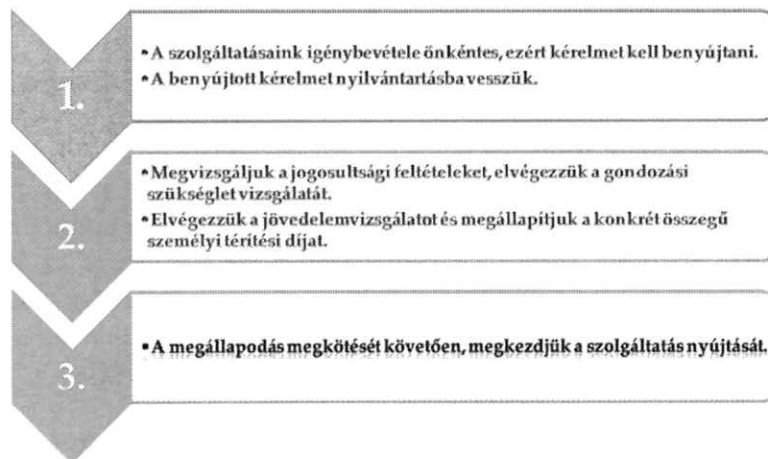 1.
▪A szolgáltatásaink igénybevétele önkéntes, ezért kérelmet kell benyújtani.
▪A benyújtott kérelmet nyilvántartásba vesszük.
2.
▪Megvizsgáljuk a jogosultsági feltételeket, elvégezzük a gondozási
szükséglet vizsgálatát.
▪Elvégezzük a jövedelemvizsgálatot és megállapítjuk a konkrét összegű
személyi térítési díjat.
3.
▪A megállapodás megkötését követően, megkezdjük a szolgáltatás nyújtását.